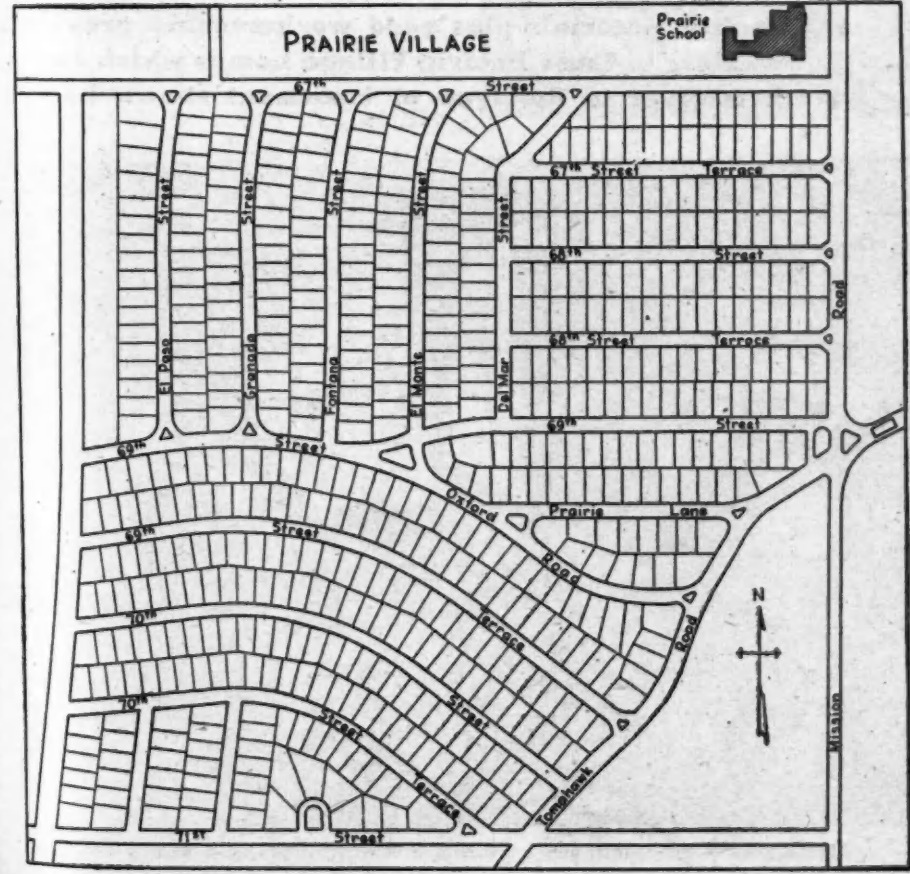 PRAIRIE VILLAGE
Prairie
School
67th Street
67th Street Terrace
68th Street
68th Street Terrace
69th Street
El Paso Street
Granada Street
Fontana Street
El Monte Street
Del Mar Street
Mission Road
69th Street
Oxford Road
Prairie Lane
69th Street Terrace
70th Street
70th Street Terrace
71st Street
Tomahawk Road
N